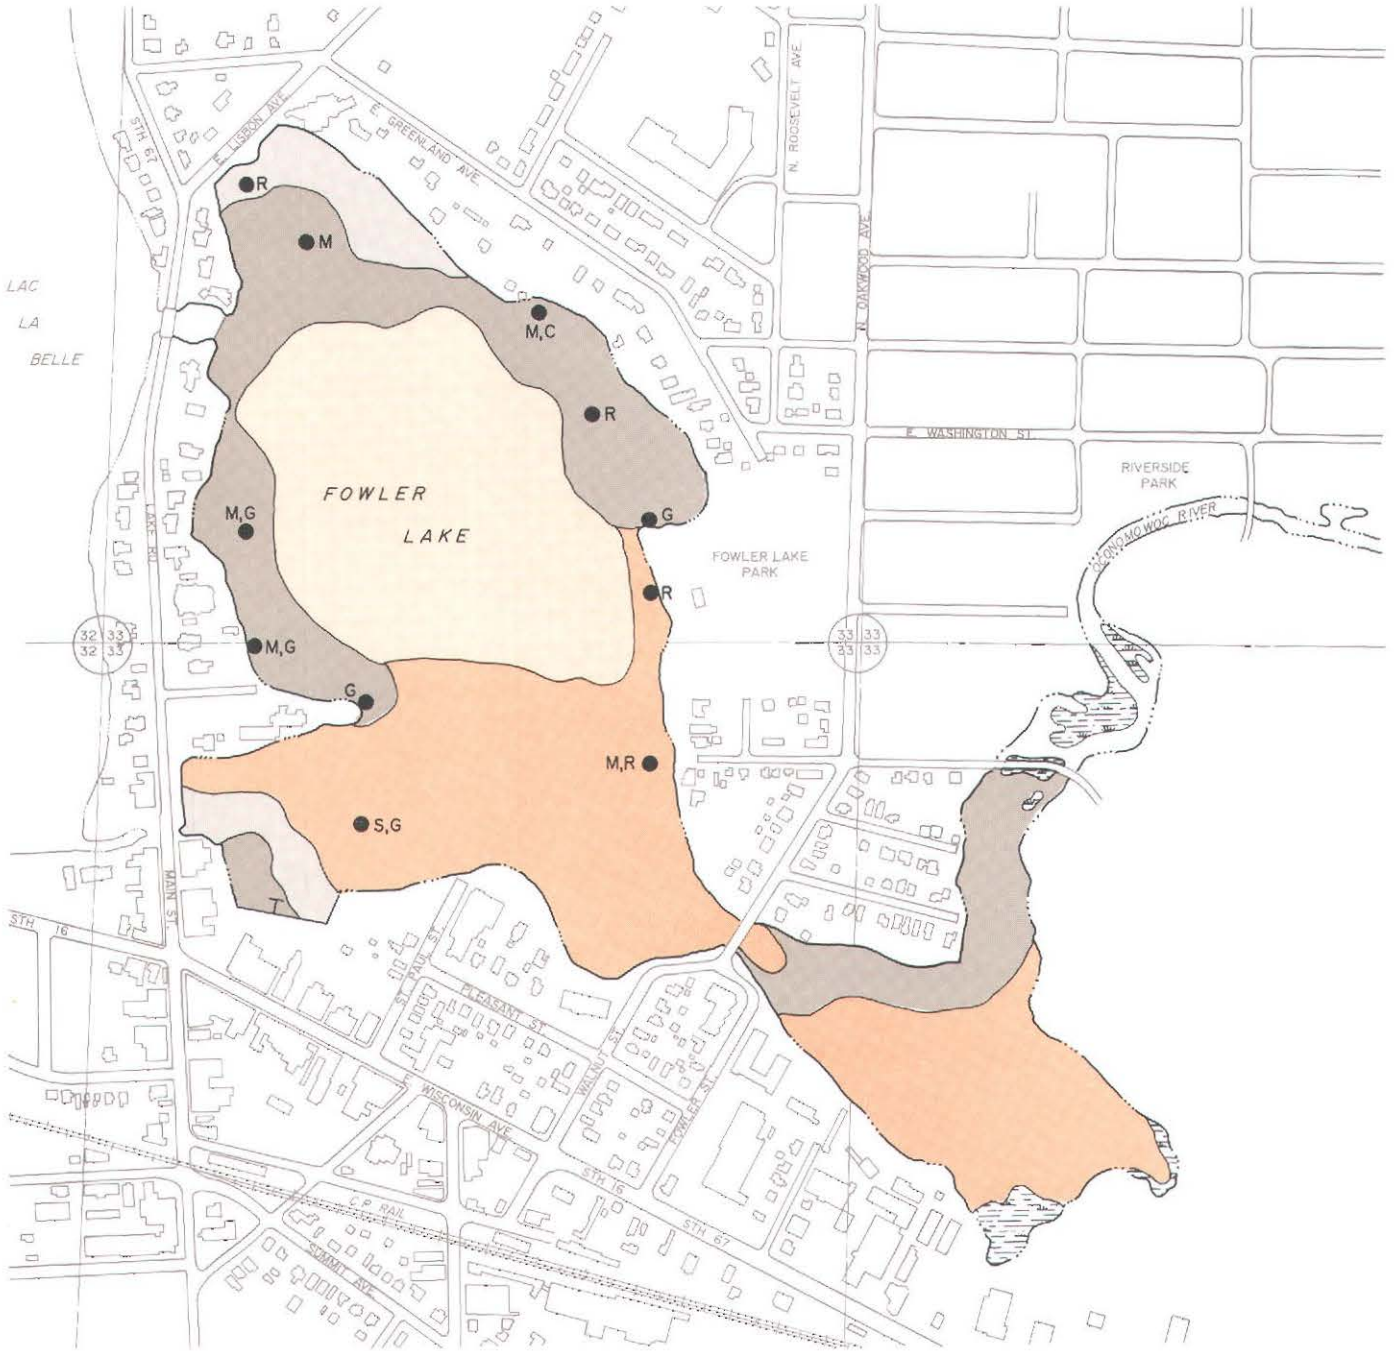 E. LISBON AVE.
STH 67
E. GREENLAND AVE.
N. ROOSEVELT AVE.
R
M
N. OAKWOOD AVE.
LAC
LA
BELLE
M,C
R
E. WASHINGTON ST.
RIVERSIDE
PARK
FOWLER
LAKE
M,G
G
LAKE RD.
OCONOMOWOC RIVER
FOWLER LAKE
PARK
R
32 33
32 33
M,G
33 33
33 33
G
M,R
S,G
MAIN ST.
T
STH 16
ST. PAUL ST.
PLEASANT ST.
WALNUT ST.
FOWLER ST.
E. WISCONSIN AVE.
STH 16
C.P. RAIL
STH 67
SUMMIT AVE.